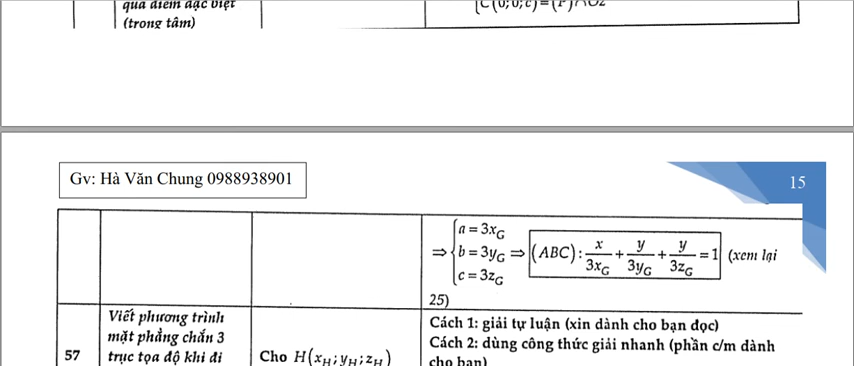 qua điểm đặc biệt
(trọng tâm)
C(0;0;c)=(P)∩Oz
Gv: Hà Văn Chung 0988938901
15
⇒ { a = 3x_G
b = 3y_G
c = 3z_G ⇒ (ABC): x/3x_G + y/3y_G + y/3z_G = 1 (xem lại
25)
57
Viết phương trình
mặt phẳng chắn 3
trục tọa độ khi đi
Cho H(x_H; y_H; z_H)
Cách 1: giải tự luận (xin dành cho bạn đọc)
Cách 2: dùng công thức giải nhanh (phần c/m dành
cho bạn)